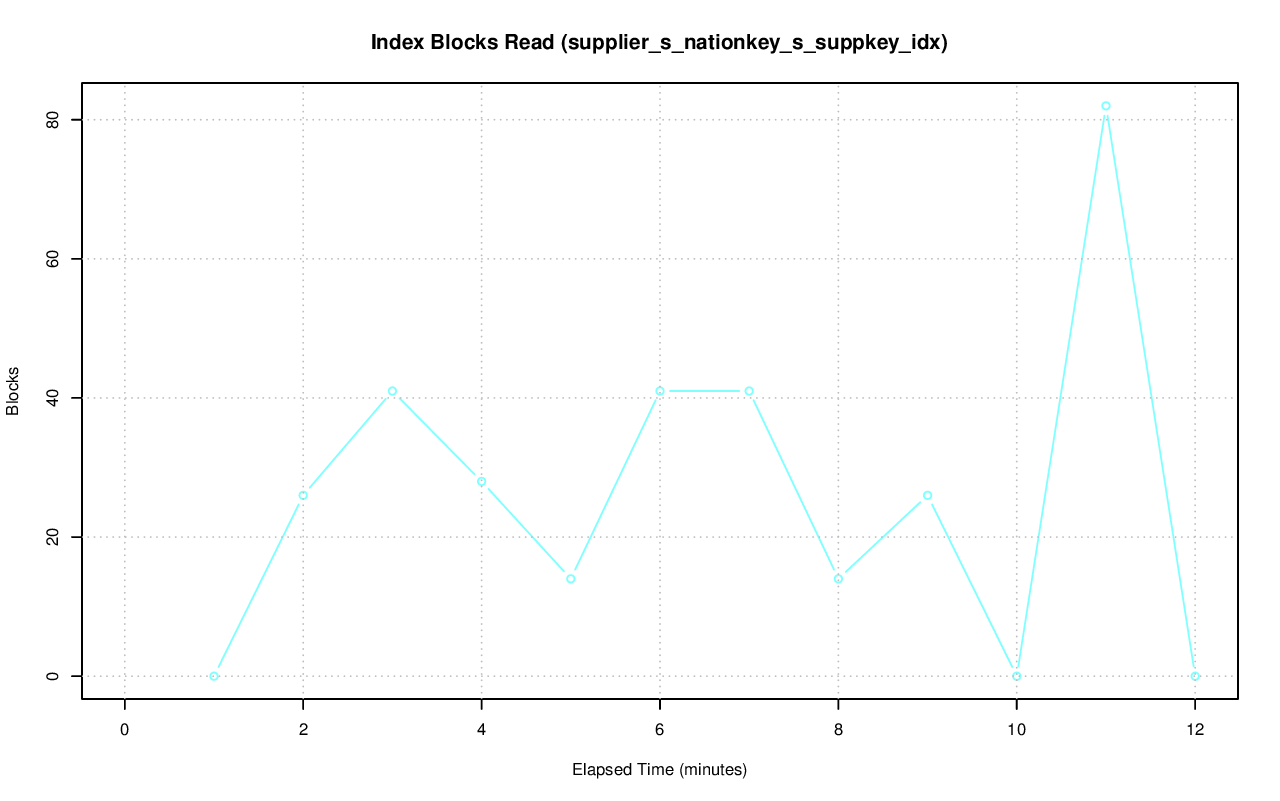 Index Blocks Read (supplier_s_nationkey_s_suppkey_idx)
80
60
40
20
0
Blocks
0 2 4 6 8 10 12
Elapsed Time (minutes)